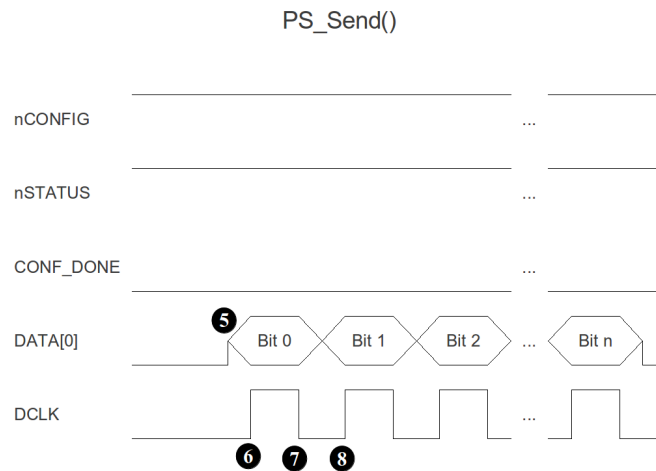 PS_Send()
nCONFIG
...
nSTATUS
...
CONF_DONE
...
5
DATA[0]
Bit 0
Bit 1
Bit 2
...
Bit n
DCLK
...
6
7
8